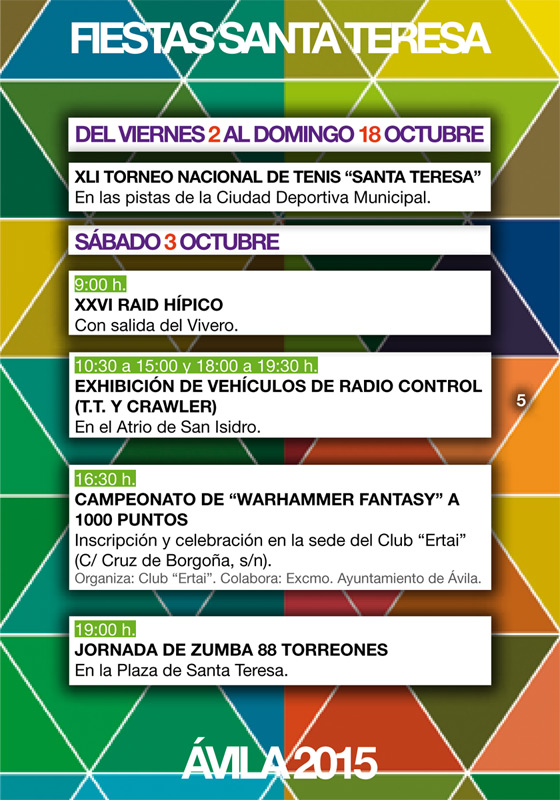 FIESTAS SANTA TERESA
DEL VIERNES 2 AL DOMINGO 18 OCTUBRE
XLI TORNEO NACIONAL DE TENIS “SANTA TERESA”
En las pistas de la Ciudad Deportiva Municipal.
SÁBADO 3 OCTUBRE
9:00 h.
XXVI RAID HÍPICO
Con salida del Vivero.
10:30 a 15:00 y 18:00 a 19:30 h.
EXHIBICIÓN DE VEHÍCULOS DE RADIO CONTROL
(T.T. Y CRAWLER)
En el Atrio de San Isidro.
5
16:30 h.
CAMPEONATO DE “WARHAMMER FANTASY” A
1000 PUNTOS
Inscripción y celebración en la sede del Club “Ertai”
(C/ Cruz de Borgoña, s/n).
Organiza: Club “Ertai”. Colabora: Excmo. Ayuntamiento de Ávila.
19:00 h.
JORNADA DE ZUMBA 88 TORREONES
En la Plaza de Santa Teresa.
ÁVILA 2015